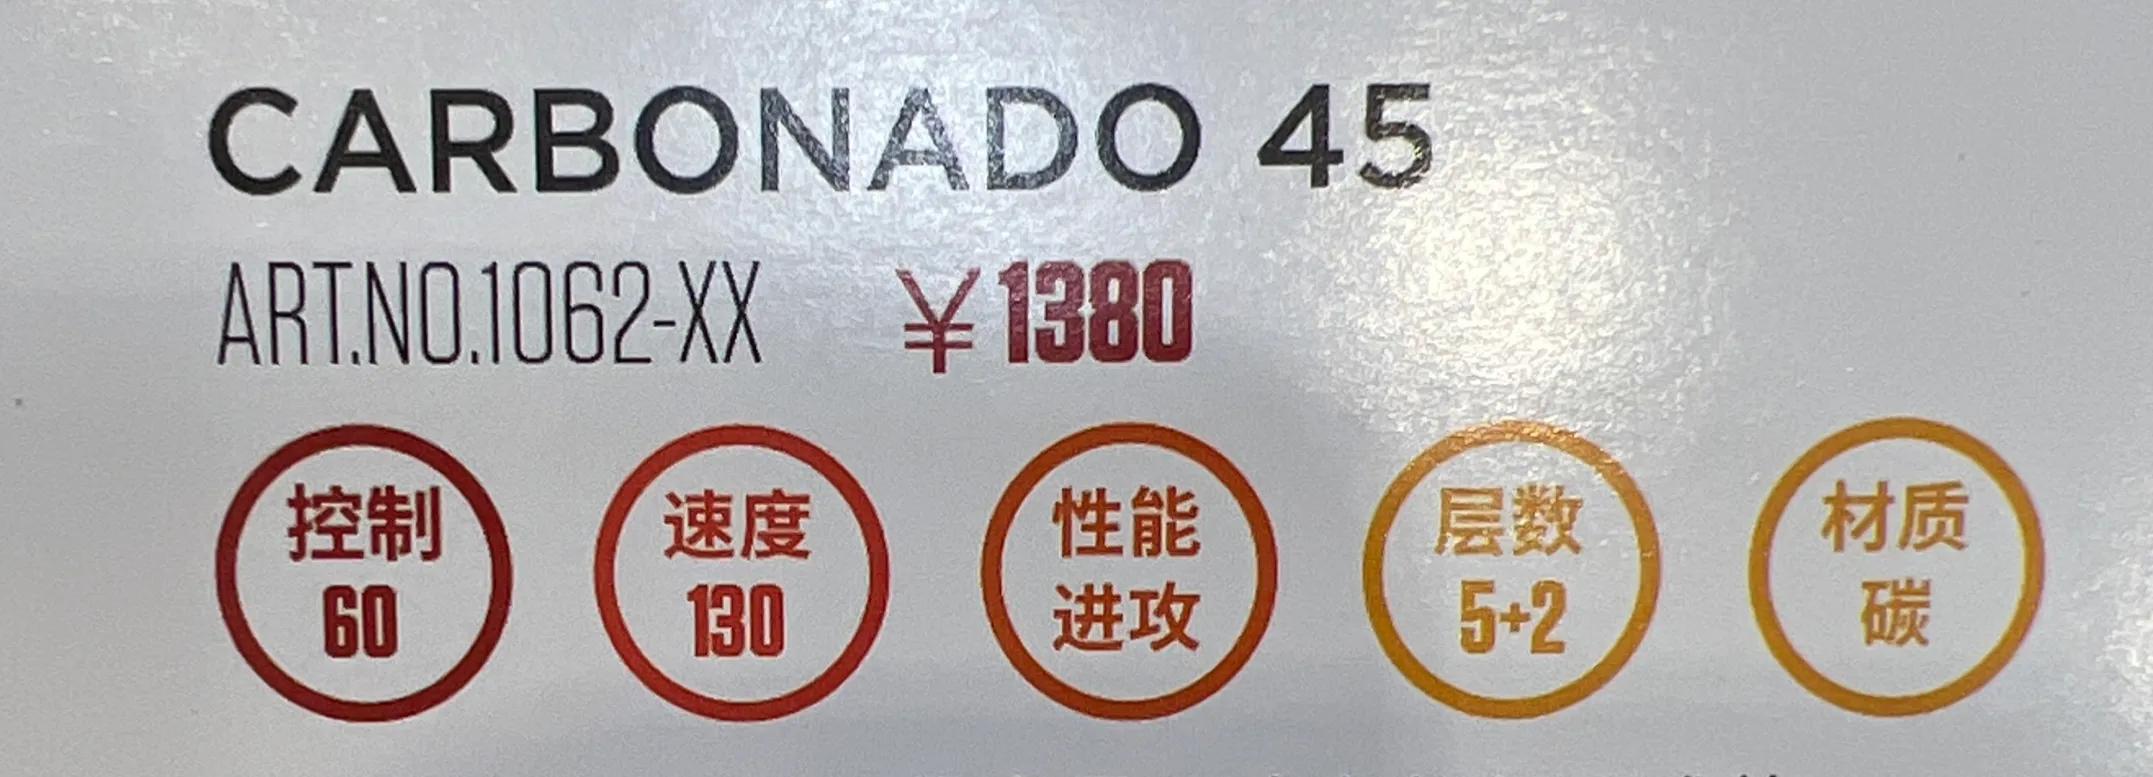 CARBONADO 45
ART.NO.1062-XX ￥1380
控制 速度 性能 层数 材质
60 130 进攻 5+2 碳